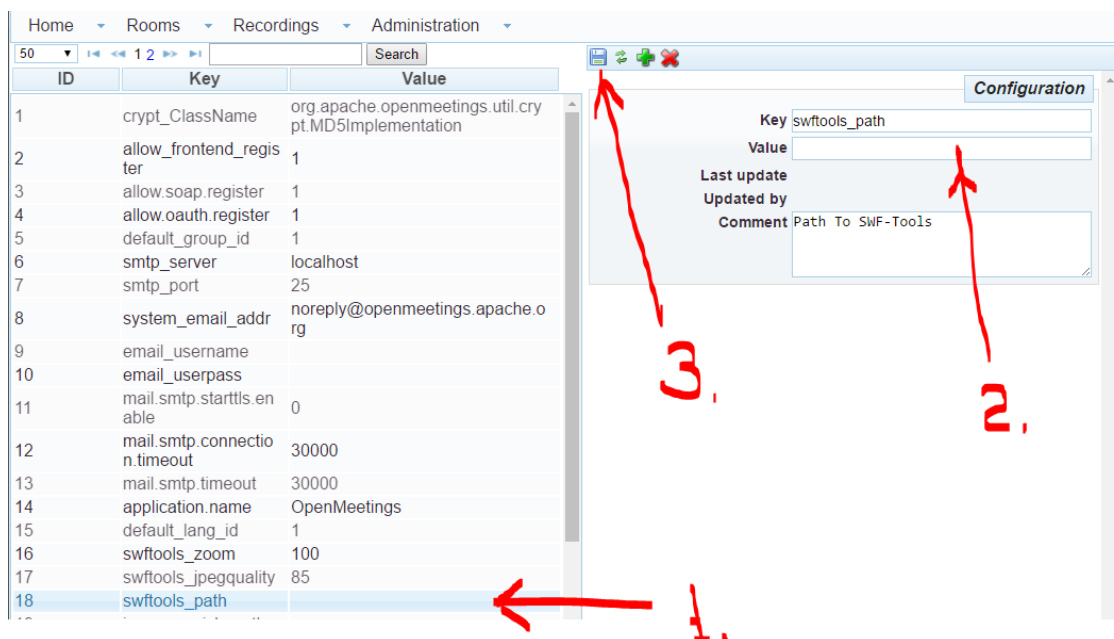 Home Rooms Recordings Administration
50 1 2 Search
ID Key Value
1 crypt_ClassName org.apache.openmeetings.util.cry
pt.MD5Implementation
2 allow_frontend_regis
ter 1
3 allow.soap.register 1
4 allow.oauth.register 1
5 default_group_id 1
6 smtp_server localhost
7 smtp_port 25
8 system_email_addr noreply@openmeetings.apache.o
rg
9 email_username
10 email_userpass
11 mail.smtp.starttls.en
able 0
12 mail.smtp.connectio
n.timeout 30000
13 mail.smtp.timeout 30000
14 application.name OpenMeetings
15 default_lang_id 1
16 swftools_zoom 100
17 swftools_jpegquality 85
18 swftools_path
Configuration
Key swftools_path
Value
Last update
Updated by
Comment Path To SWF-Tools
3.
2.
1.